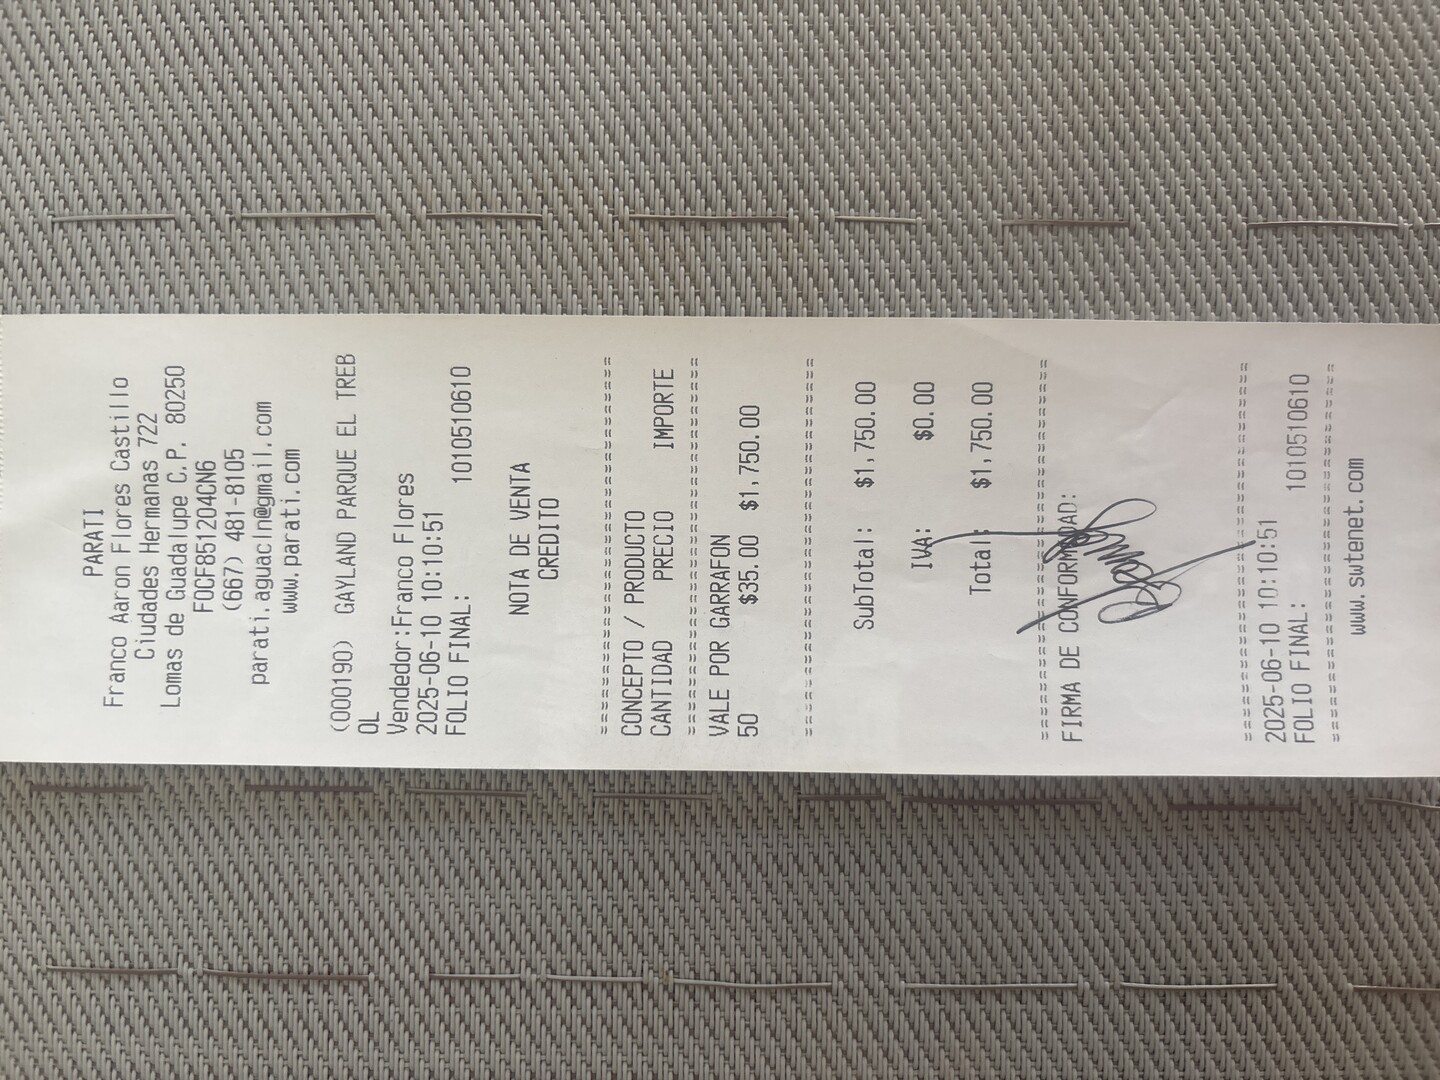 PARATI
Franco Aaron Flores Castillo
Ciudades Hermanas 722
Lomas de Guadalupe C.P. 80250
FOCF851204CN6
(667) 481-8105
parati.aguacln@gmail.com
www.parati.com
(000190) GAYLAND PARQUE EL TREB
OL
Vendedor:Franco Flores
2025-06-10 10:10:51
FOLIO FINAL: 1010510610
NOTA DE VENTA
CREDITO
================================
CONCEPTO / PRODUCTO
CANTIDAD PRECIO IMPORTE
================================
VALE POR GARRAFON
50 $35.00 $1,750.00
================================
SubTotal: $1,750.00
IVA: $0.00
Total: $1,750.00
================================
FIRMA DE CONFORMIDAD:
================================
2025-06-10 10:10:51
FOLIO FINAL: 1010510610
================================
www.swtenet.com